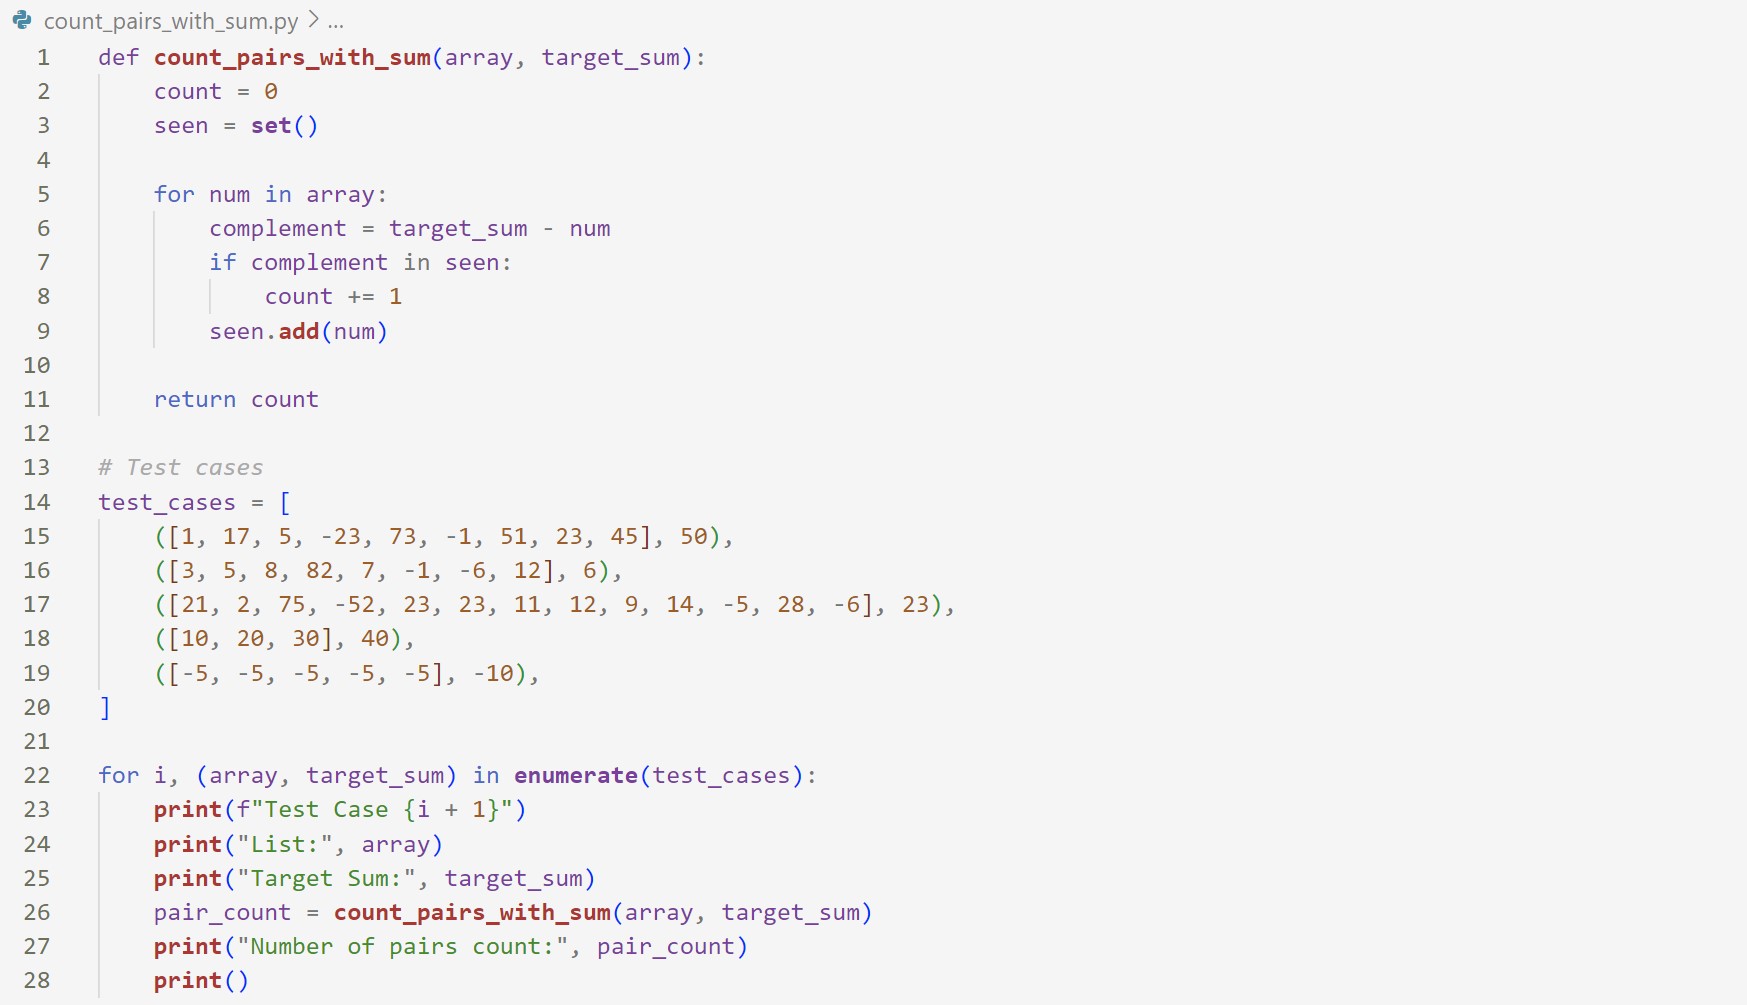 count_pairs_with_sum.py > ...
1 def count_pairs_with_sum(array, target_sum):
2     count = 0
3     seen = set()
4
5     for num in array:
6         complement = target_sum - num
7         if complement in seen:
8             count += 1
9         seen.add(num)
10
11     return count
12
13 # Test cases
14 test_cases = [
15     ([1, 17, 5, -23, 73, -1, 51, 23, 45], 50),
16     ([3, 5, 8, 82, 7, -1, -6, 12], 6),
17     ([21, 2, 75, -52, 23, 23, 11, 12, 9, 14, -5, 28, -6], 23),
18     ([10, 20, 30], 40),
19     ([-5, -5, -5, -5, -5], -10),
20 ]
21
22 for i, (array, target_sum) in enumerate(test_cases):
23     print(f"Test Case {i + 1}")
24     print("List:", array)
25     print("Target Sum:", target_sum)
26     pair_count = count_pairs_with_sum(array, target_sum)
27     print("Number of pairs count:", pair_count)
28     print()